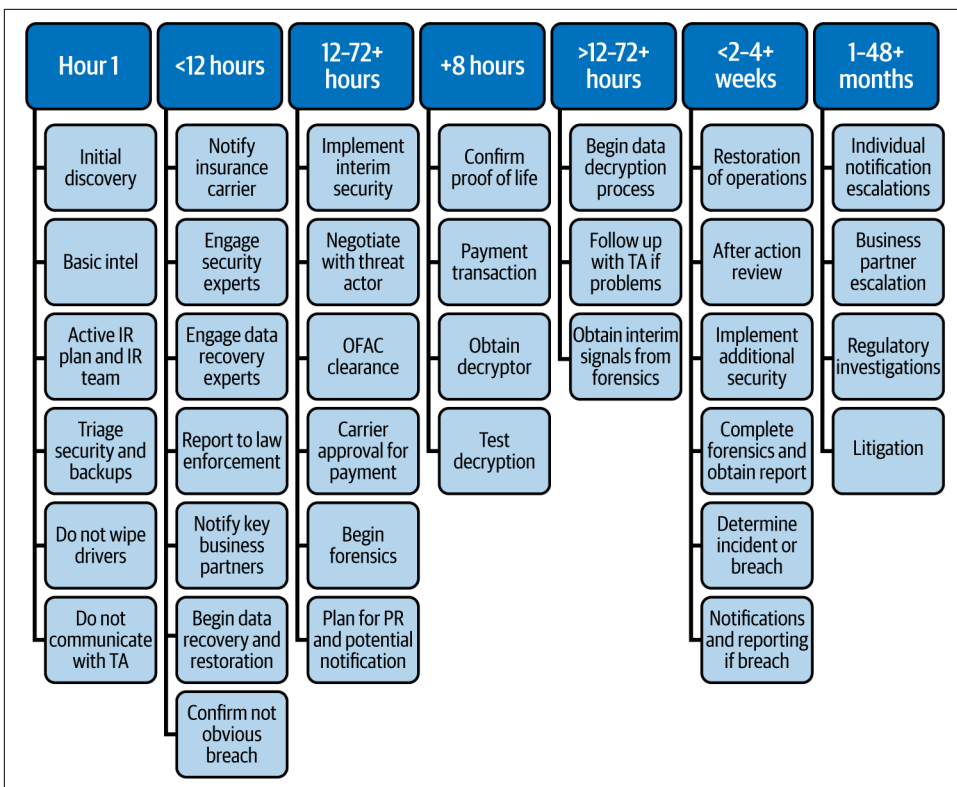 Hour 1
Initial
discovery
Basic intel
Active IR
plan and IR
team
Triage
security and
backups
Do not wipe
drivers
Do not
communicate
with TA
<12 hours
Notify
insurance
carrier
Engage
security
experts
Engage data
recovery
experts
Report to law
enforcement
Notify key
business
partners
Begin data
recovery and
restoration
Confirm not
obvious
breach
12–72+
hours
Implement
interim
security
Negotiate
with threat
actor
OFAC
clearance
Carrier
approval for
payment
Begin
forensics
Plan for PR
and potential
notification
+8 hours
Confirm
proof of life
Payment
transaction
Obtain
decryptor
Test
decryption
>12–72+
hours
Begin data
decryption
process
Follow up
with TA if
problems
Obtain interim
signals from
forensics
<2–4+
weeks
Restoration
of operations
After action
review
Implement
additional
security
Complete
forensics and
obtain report
Determine
incident or
breach
Notifications
and reporting
if breach
1–48+
months
Individual
notification
escalations
Business
partner
escalation
Regulatory
investigations
Litigation